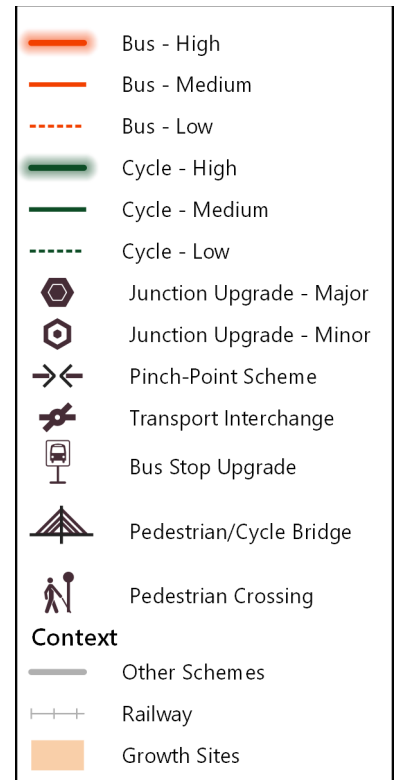 Bus - High
Bus - Medium
Bus - Low
Cycle - High
Cycle - Medium
Cycle - Low
Junction Upgrade - Major
Junction Upgrade - Minor
Pinch-Point Scheme
Transport Interchange
Bus Stop Upgrade
Pedestrian/Cycle Bridge
Pedestrian Crossing
Context
Other Schemes
Railway
Growth Sites